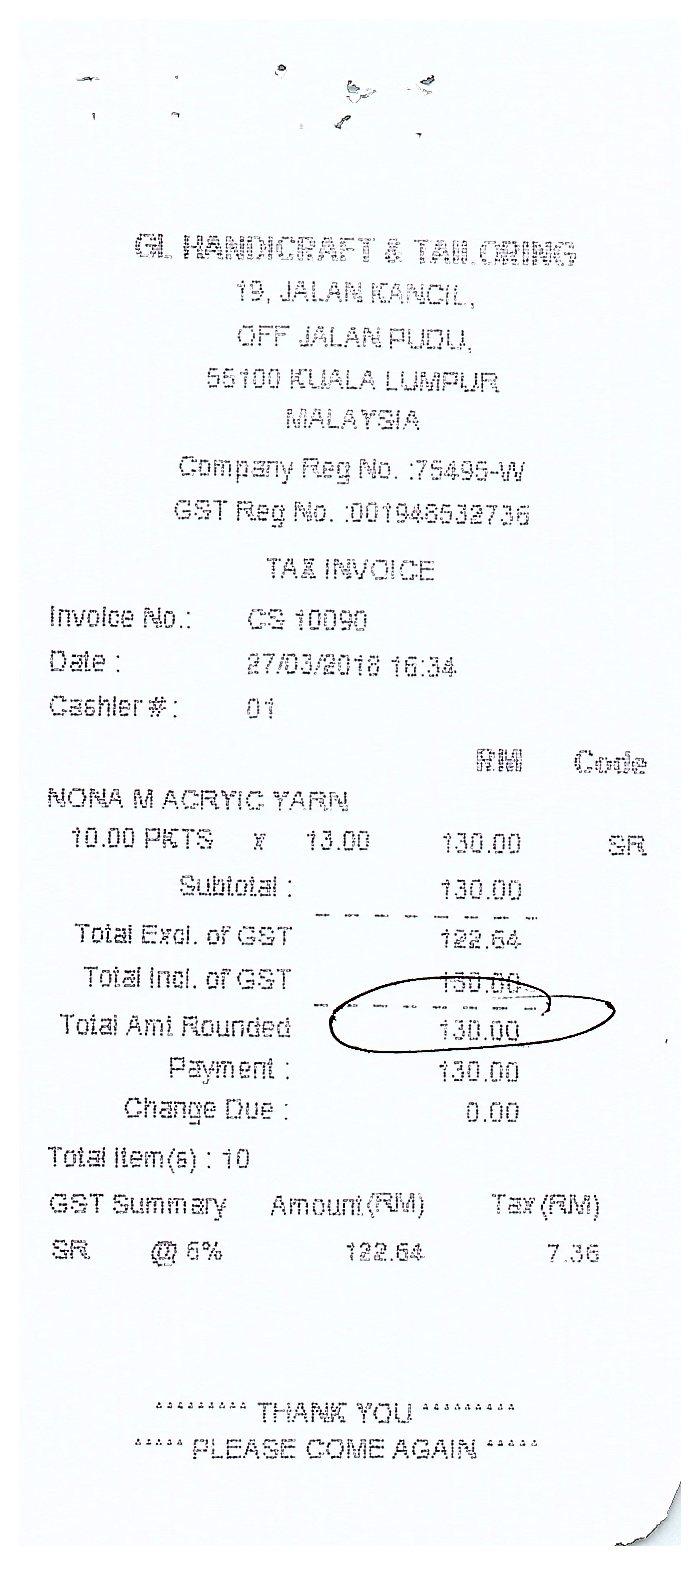 GL HANDICRAFT & TAILORING
19, JALAN KANCIL,
OFF JALAN PUDU,
55100 KUALA LUMPUR
MALAYSIA
Company Reg No. :75495-W
GST Reg No. :001948532736
TAX INVOICE
Invoice No.: CS 10090
Date : 27/03/2018 16:34
Cashier # : 01
RM Code
NONA M ACRYIC YARN
10.00 PKTS x 13.00 130.00 SR
Subtotal : 130.00
Total Excl. of GST 122.64
Total Incl. of GST 130.00
Total Amt Rounded 130.00
Payment : 130.00
Change Due : 0.00
Total Item(s) : 10
GST Summary Amount(RM) Tax(RM)
SR @ 6% 122.64 7.36
********* THANK YOU *********
***** PLEASE COME AGAIN *****